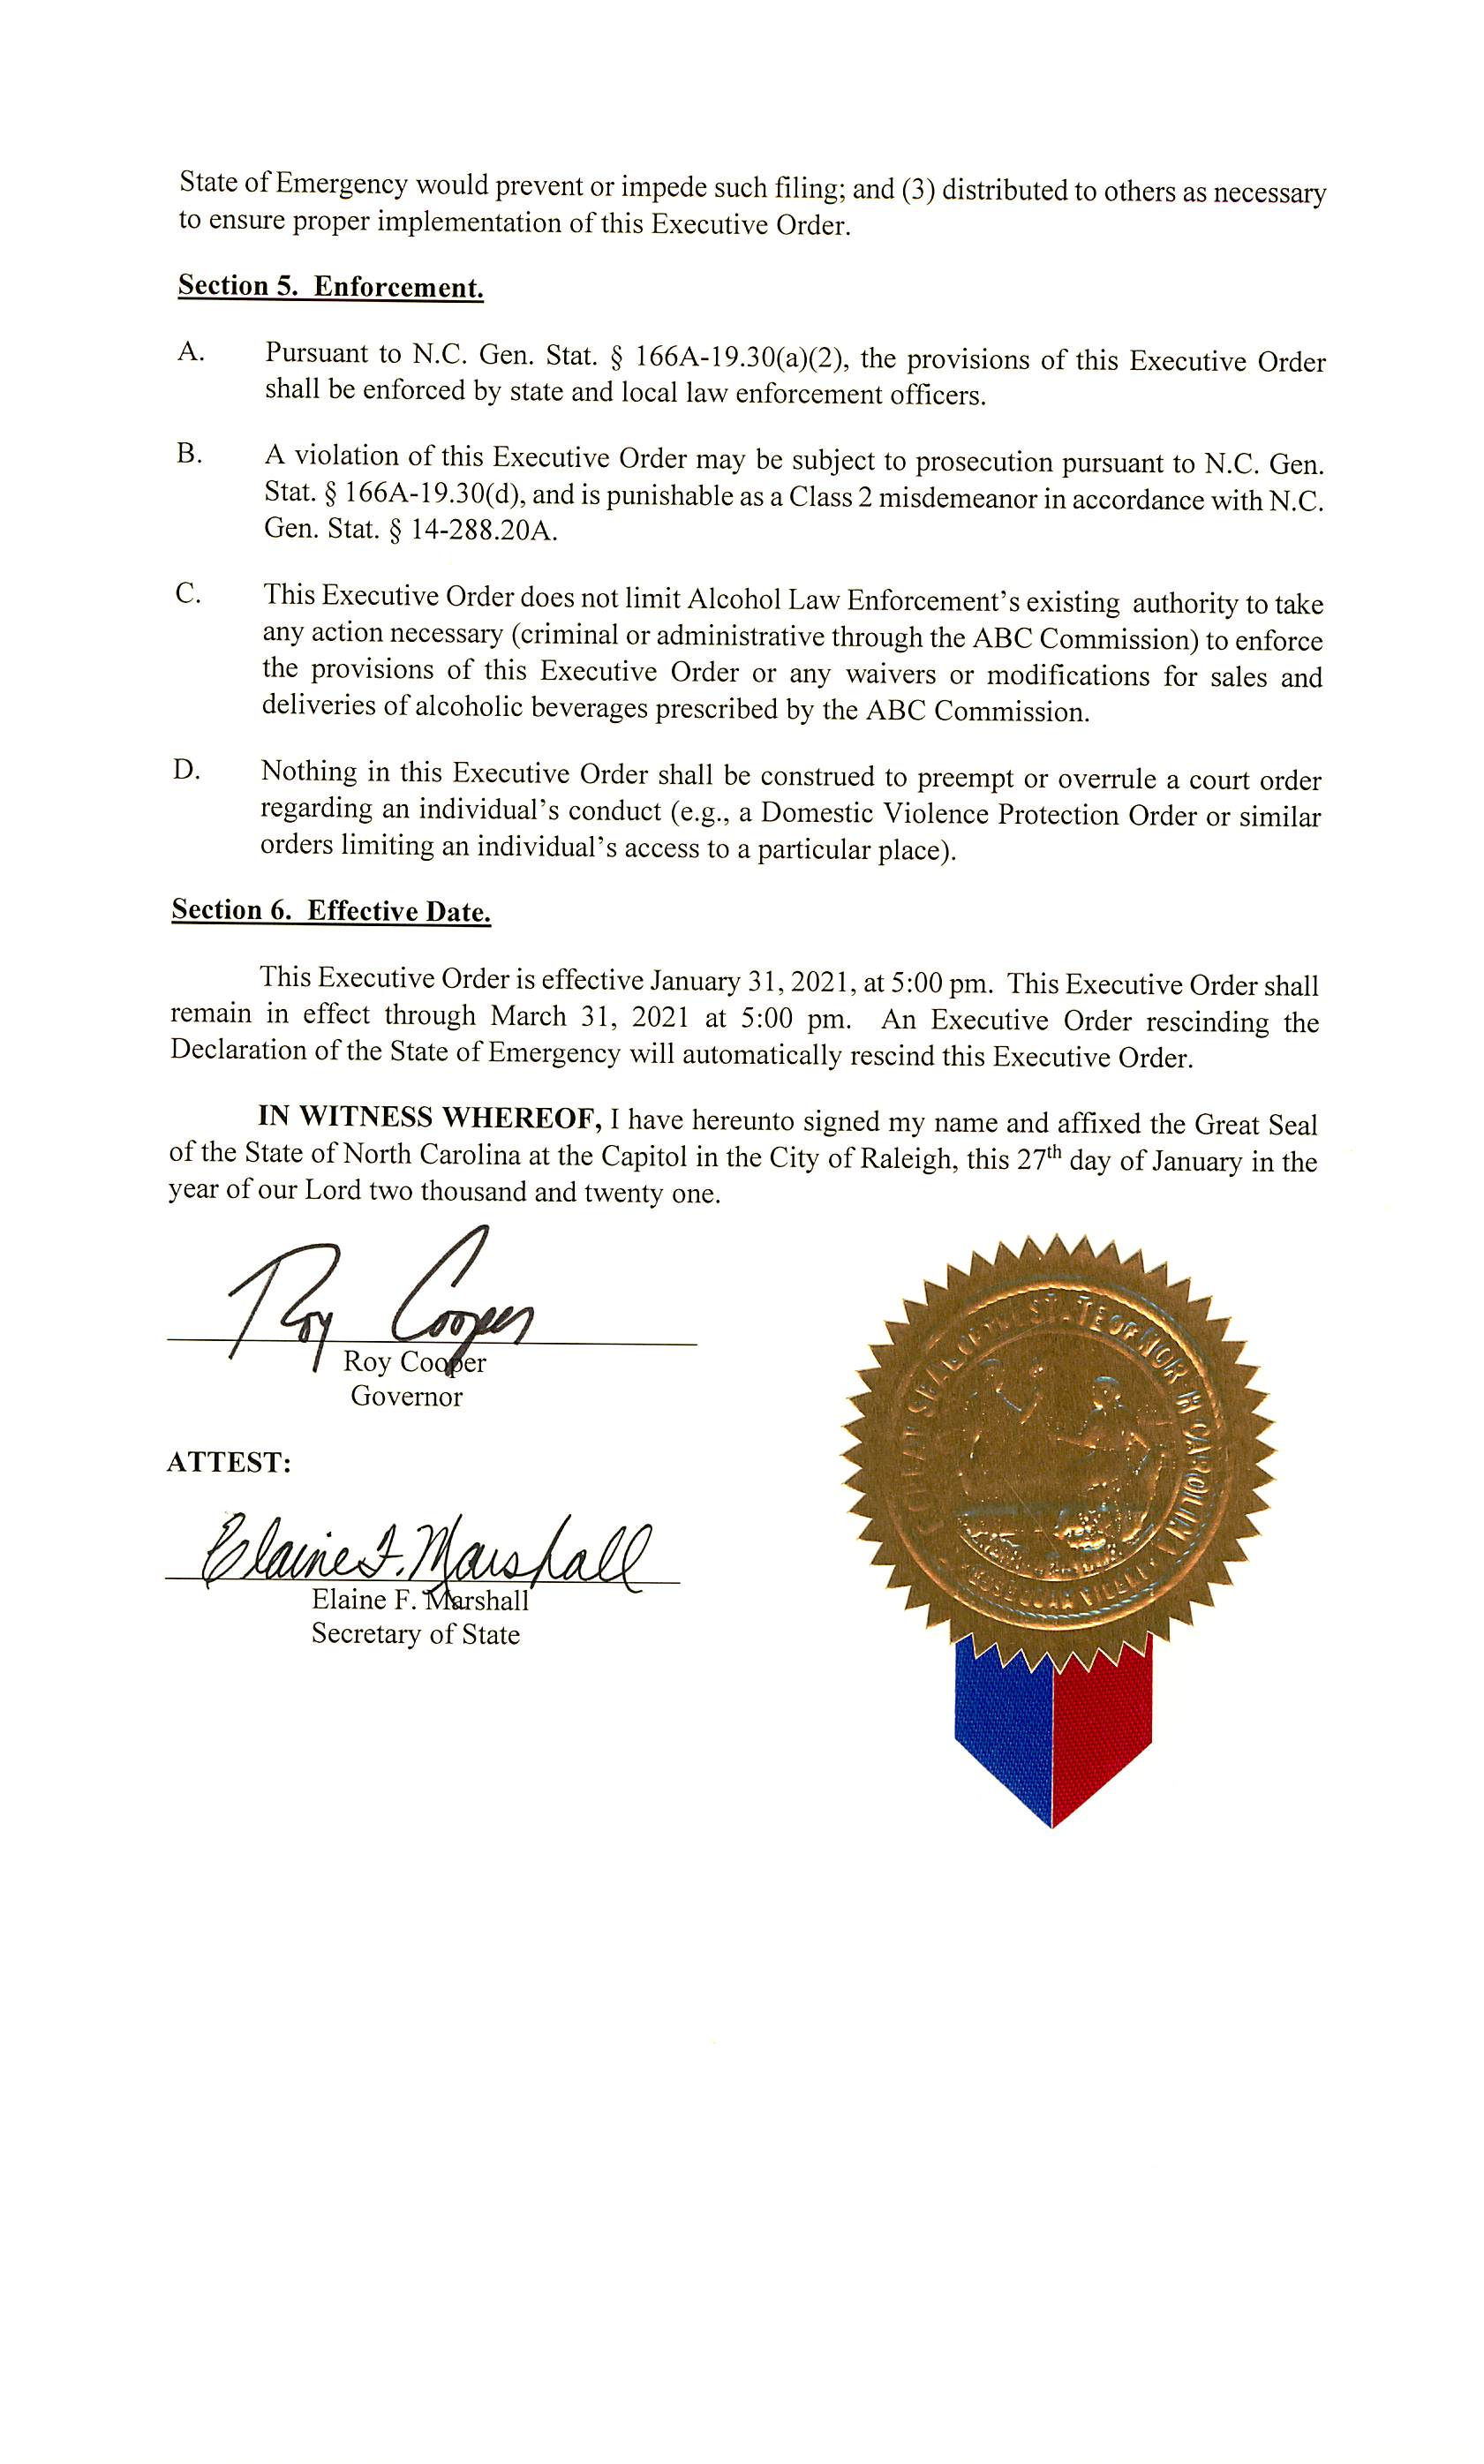 State of Emergency would prevent or impede such filing; and (3) distributed to others as necessary
to ensure proper implementation of this Executive Order.
Section 5. Enforcement.
A. Pursuant to N.C. Gen. Stat. § 166A-19.30(a)(2), the provisions of this Executive Order
shall be enforced by state and local law enforcement officers.
B. A violation of this Executive Order may be subject to prosecution pursuant to N.C. Gen.
Stat. § 166A-19.30(d), and is punishable as a Class 2 misdemeanor in accordance with N.C.
Gen. Stat. § 14-288.20A.
C. This Executive Order does not limit Alcohol Law Enforcement’s existing authority to take
any action necessary (criminal or administrative through the ABC Commission) to enforce
the provisions of this Executive Order or any waivers or modifications for sales and
deliveries of alcoholic beverages prescribed by the ABC Commission.
D. Nothing in this Executive Order shall be construed to preempt or overrule a court order
regarding an individual’s conduct (e.g., a Domestic Violence Protection Order or similar
orders limiting an individual’s access to a particular place).
Section 6. Effective Date.
This Executive Order is effective January 31, 2021, at 5:00 pm. This Executive Order shall
remain in effect through March 31, 2021 at 5:00 pm. An Executive Order rescinding the
Declaration of the State of Emergency will automatically rescind this Executive Order.
IN WITNESS WHEREOF, I have hereunto signed my name and affixed the Great Seal
of the State of North Carolina at the Capitol in the City of Raleigh, this 27th day of January in the
year of our Lord two thousand and twenty one.
Roy Cooper
Roy Cooper
Governor
ATTEST:
Elaine F. Marshall
Elaine F. Marshall
Secretary of State
GREAT SEAL OF THE STATE OF NORTH CAROLINA